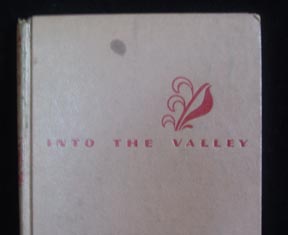 INTO THE VALLEY